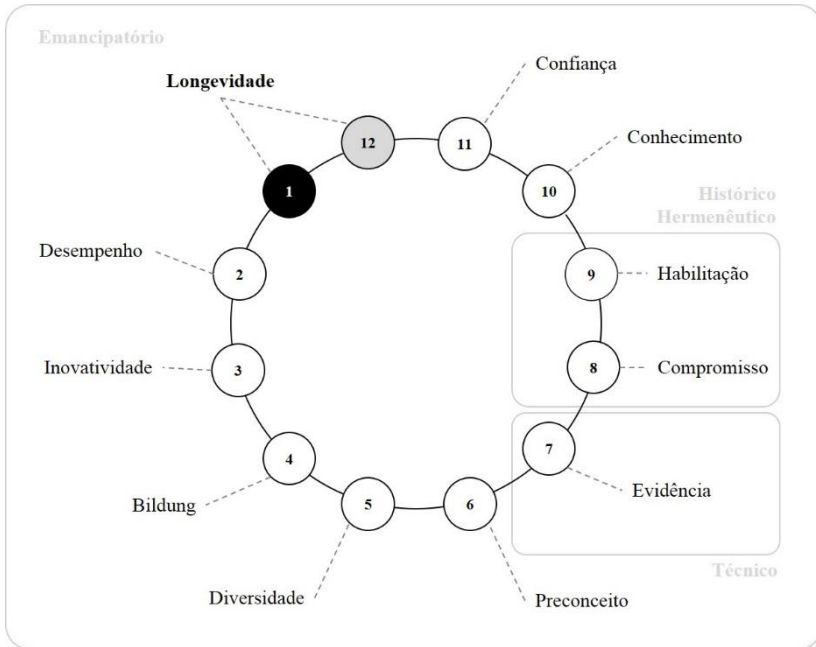 Emancipatório
Confiança
Longevidade
12
11
Conhecimento
1
10
Histórico
Hermenêutico
Desempenho
2
9
Habilitação
Inovatividade
3
8
Compromisso
4
7
Bildung
5
6
Evidência
Técnico
Diversidade
Preconceito